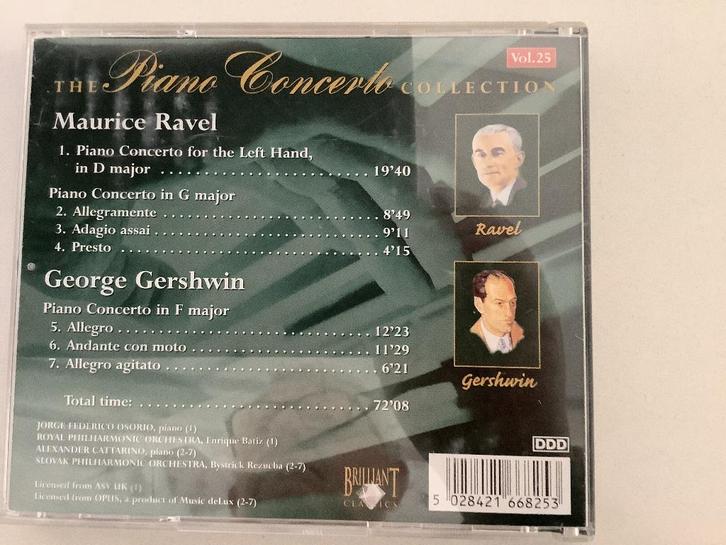 Vol.25
THE Piano Concerto COLLECTION
Maurice Ravel
1. Piano Concerto for the Left Hand,
in D major ........................... 19'40
Piano Concerto in G major
2. Allegramente ............................... 8'49
3. Adagio assai ................................. 9'11
4. Presto .......................................... 4'15
Ravel
George Gershwin
Piano Concerto in F major
5. Allegro .................................... 12'23
6. Andante con moto ......................... 11'29
7. Allegro agitato ............................... 6'21
Gershwin
Total time: .................................. 72'08
JORGE FEDERICO OSORIO, piano (1)
ROYAL PHILHARMONIC ORCHESTRA, Enrique Batiz (1)
ALEXANDER CATTARINO, piano (2-7)
SLOVAK PHILHARMONIC ORCHESTRA, Bystrick Rezucha (2-7)
Licensed from ASV UK (1)
Licensed from OPUS, a product of Music deLux (2-7)
BRILLIANT
CLASSICS
DDD
5 028421 668253